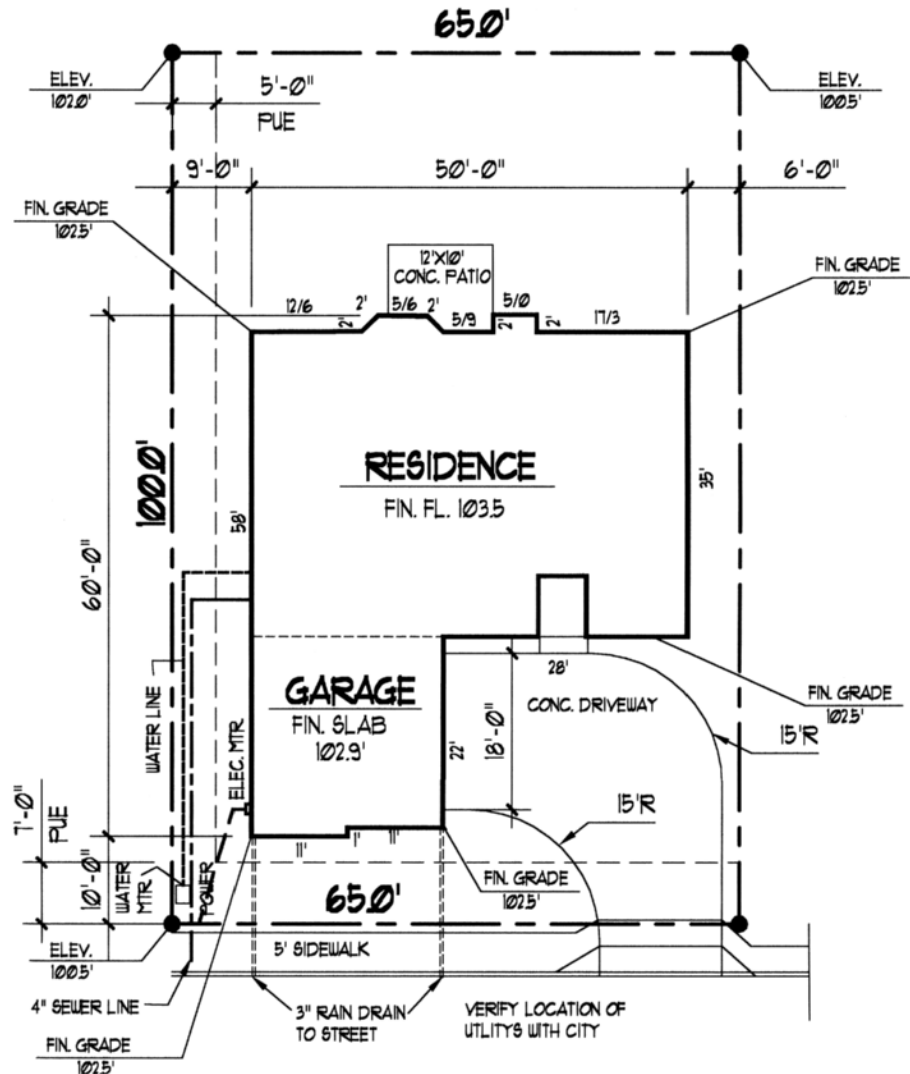 65.0'
ELEV.
102.0'
5'-0"
PUE
ELEV.
100.5'
9'-0"
50'-0"
6'-0"
FIN. GRADE
102.5'
12'X10'
CONC. PATIO
FIN. GRADE
102.5'
12/6
2'
2'
5/6
2'
5/9
2'
5/0
2'
17/3
100.0'
60'-0"
58'
RESIDENCE
FIN. FL. 103.5
35'
WATER LINE
GARAGE
FIN. SLAB
102.9'
ELEC. MTR
22'
18'-0"
28'
CONC. DRIVEWAY
FIN. GRADE
102.5'
15'R
15'R
7'-0"
PUE
10'-0"
WATER
MTR
POWER
11'
1'
11'
65.0'
FIN. GRADE
102.5'
ELEV.
100.5'
5' SIDEWALK
4" SEWER LINE
3" RAIN DRAIN
TO STREET
VERIFY LOCATION OF
UTLITYS WITH CITY
FIN. GRADE
102.5'